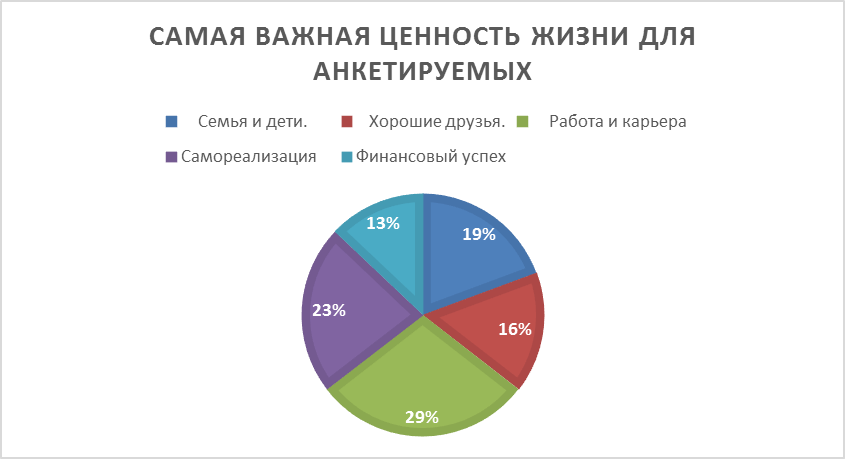 САМАЯ ВАЖНАЯ ЦЕННОСТЬ ЖИЗНИ ДЛЯ
АНКЕТИРУЕМЫХ
Семья и дети. Хорошие друзья. Работа и карьера
Самореализация Финансовый успех
13%
19%
23%
16%
29%